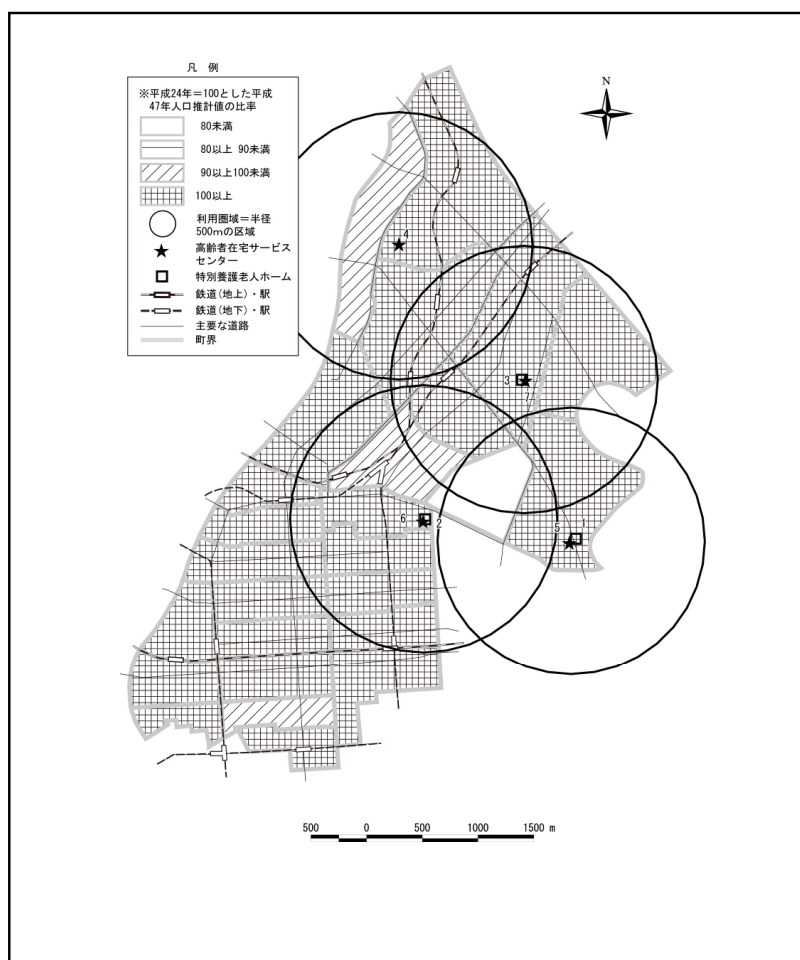 凡 例
※平成24年=100とした平成
47年人口推計値の比率
80未満
80以上 90未満
90以上100未満
100以上
利用圏域=半径
500mの区域
高齢者在宅サービス
センター
特別養護老人ホーム
鉄道(地上)・駅
鉄道(地下)・駅
主要な道路
町界
N
4
3
7
6
2
5
1
500 0 500 1000 1500 m